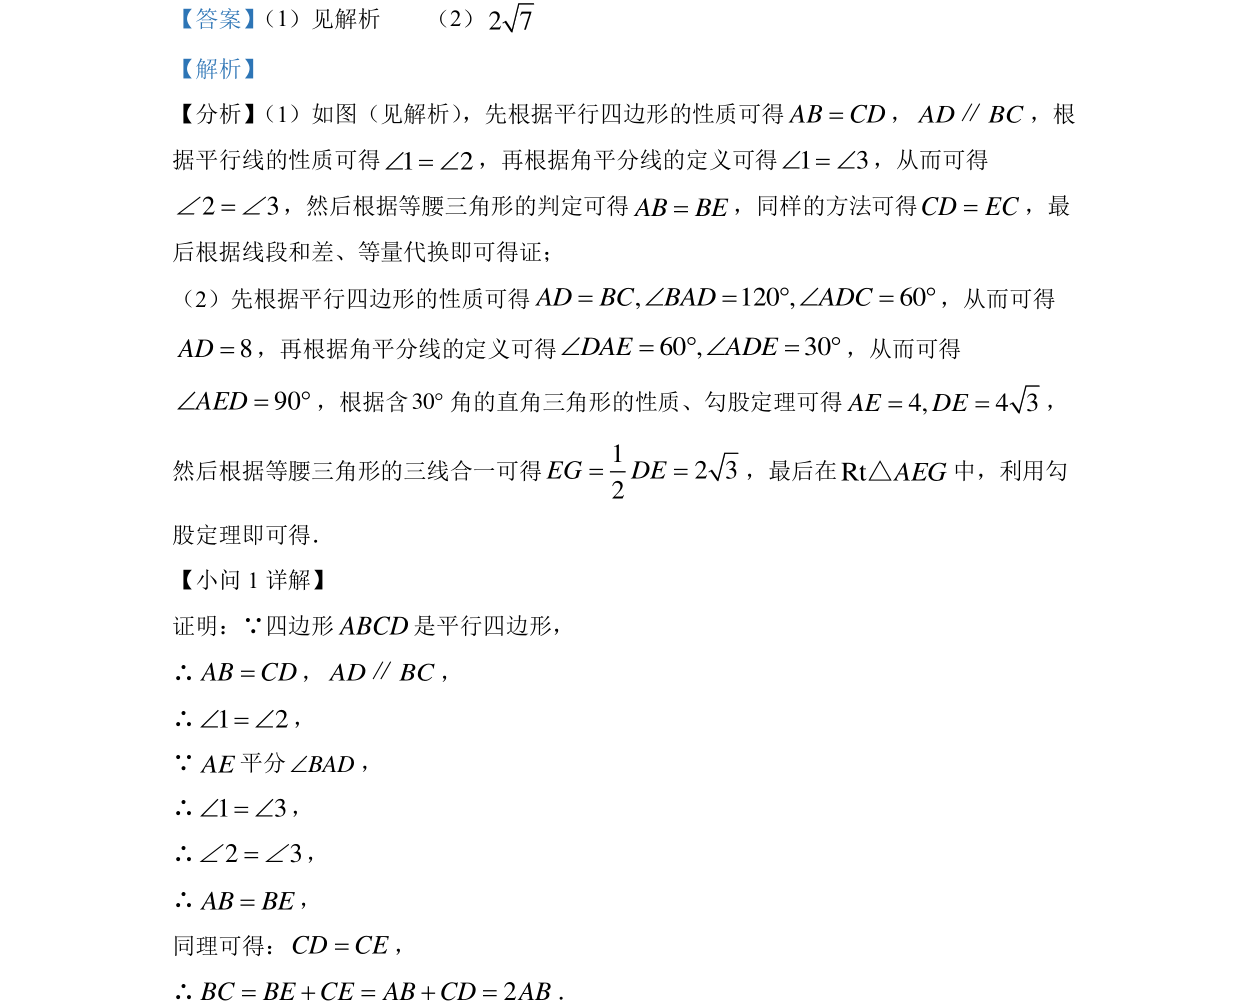 【答案】（1）见解析　　（2）2√7
【解析】
【分析】（1）如图（见解析），先根据平行四边形的性质可得 AB = CD，AD // BC，根
据平行线的性质可得∠1 = ∠2，再根据角平分线的定义可得∠1 = ∠3，从而可得
∠2 = ∠3，然后根据等腰三角形的判定可得 AB = BE，同样的方法可得CD = EC，最
后根据线段和差、等量代换即可得证；
（2）先根据平行四边形的性质可得 AD = BC, ∠BAD = 120°, ∠ADC = 60°，从而可得
AD = 8，再根据角平分线的定义可得∠DAE = 60°, ∠ADE = 30°，从而可得
∠AED = 90°，根据含30° 角的直角三角形的性质、勾股定理可得 AE = 4, DE = 4√3，
然后根据等腰三角形的三线合一可得 EG = 1/2 DE = 2√3，最后在 Rt△AEG 中，利用勾
股定理即可得．
【小问 1 详解】
证明：∵四边形 ABCD 是平行四边形，
∴ AB = CD，AD // BC，
∴ ∠1 = ∠2，
∵ AE 平分∠BAD，
∴ ∠1 = ∠3，
∴ ∠2 = ∠3，
∴ AB = BE，
同理可得：CD = CE，
∴ BC = BE + CE = AB + CD = 2AB．